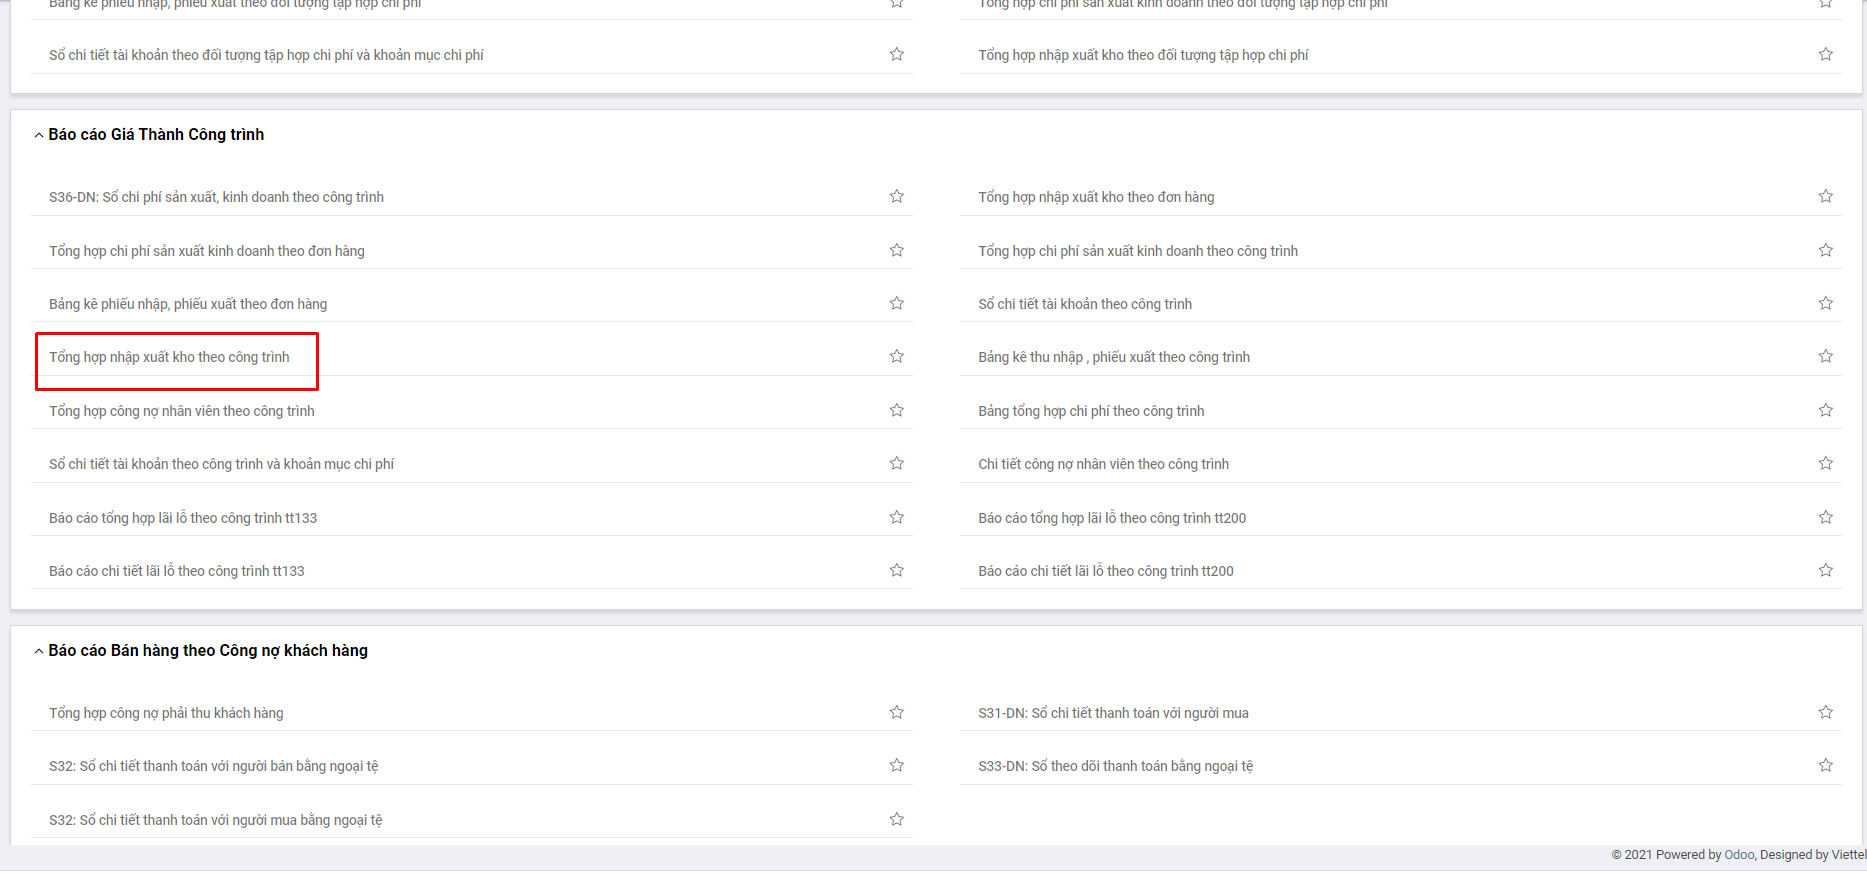 Bảng kê phiếu nhập, phiếu xuất theo đối tượng tập hợp chi phí
Tổng hợp chi phí sản xuất kinh doanh theo đối tượng tập hợp chi phí
Sổ chi tiết tài khoản theo đối tượng tập hợp chi phí và khoản mục chi phí
Tổng hợp nhập xuất kho theo đối tượng tập hợp chi phí
Báo cáo Giá Thành Công trình
S36-DN: Sổ chi phí sản xuất, kinh doanh theo công trình
Tổng hợp nhập xuất kho theo đơn hàng
Tổng hợp chi phí sản xuất kinh doanh theo đơn hàng
Tổng hợp chi phí sản xuất kinh doanh theo công trình
Bảng kê phiếu nhập, phiếu xuất theo đơn hàng
Sổ chi tiết tài khoản theo công trình
Tổng hợp nhập xuất kho theo công trình
Bảng kê thu nhập , phiếu xuất theo công trình
Tổng hợp công nợ nhân viên theo công trình
Bảng tổng hợp chi phí theo công trình
Sổ chi tiết tài khoản theo công trình và khoản mục chi phí
Chi tiết công nợ nhân viên theo công trình
Báo cáo tổng hợp lãi lỗ theo công trình tt133
Báo cáo tổng hợp lãi lỗ theo công trình tt200
Báo cáo chi tiết lãi lỗ theo công trình tt133
Báo cáo chi tiết lãi lỗ theo công trình tt200
Báo cáo Bán hàng theo Công nợ khách hàng
Tổng hợp công nợ phải thu khách hàng
S31-DN: Sổ chi tiết thanh toán với người mua
S32: Sổ chi tiết thanh toán với người bán bằng ngoại tệ
S33-DN: Sổ theo dõi thanh toán bằng ngoại tệ
S32: Sổ chi tiết thanh toán với người mua bằng ngoại tệ
© 2021 Powered by Odoo, Designed by Viettel